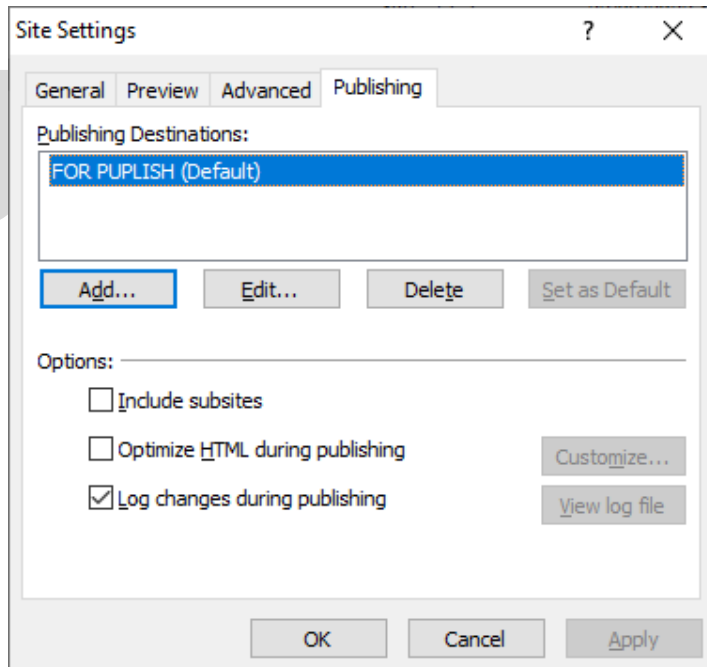 Site Settings ? X
General Preview Advanced Publishing
Publishing Destinations:
FOR PUPLISH (Default)
Add... Edit... Delete Set as Default
Options:
Include subsites
Optimize HTML during publishing
Customize...
Log changes during publishing
View log file
OK Cancel Apply